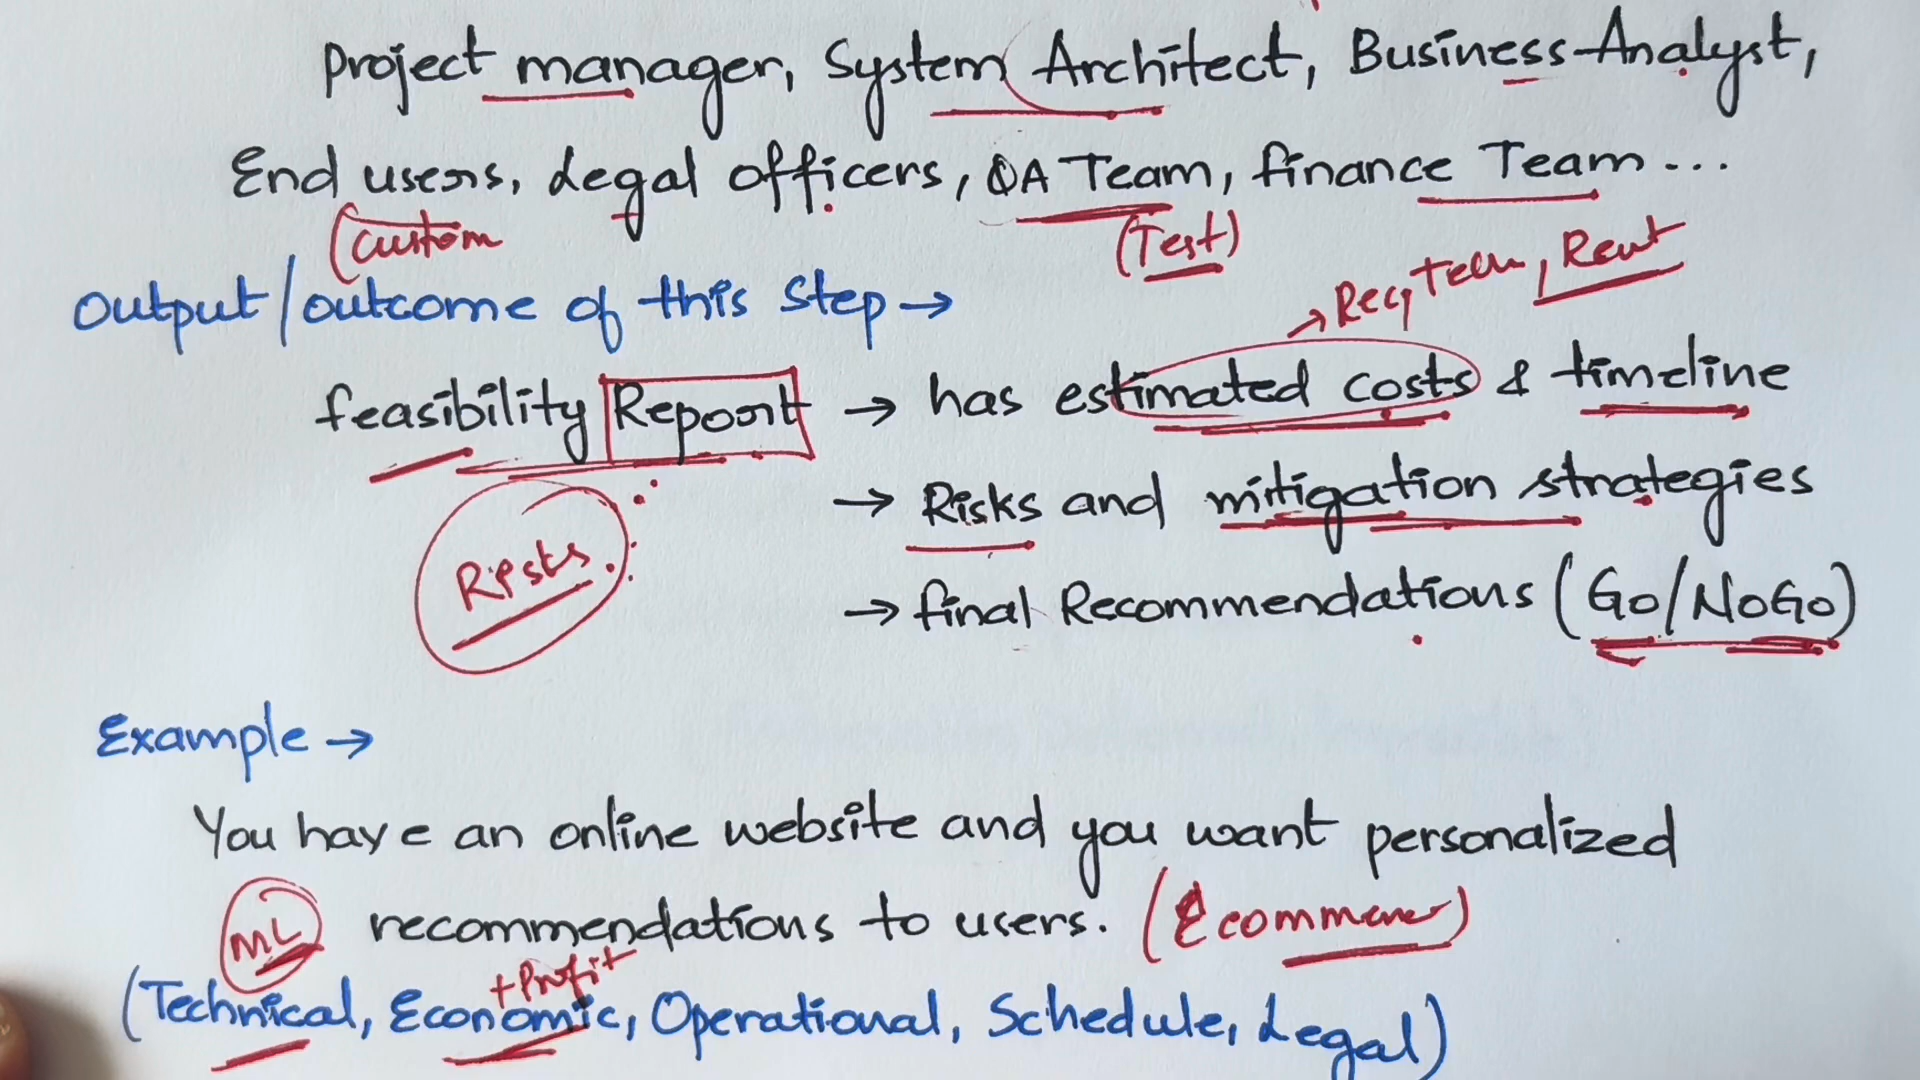 Project manager, System Architect, Business Analyst,
End users, Legal officers, QA Team, finance Team ...
(custom
(Test)
Output/outcome of this step →
→ Req, Team, Rent
feasibility Report → has estimated costs & timeline
→ Risks and mitigation strategies
Risks
→ final Recommendations (Go/NoGo)
Example →
You have an online website and you want personalized
ML
recommendations to users. (Ecommerce)
+ Profit
(Technical, Economic, Operational, Schedule, Legal)